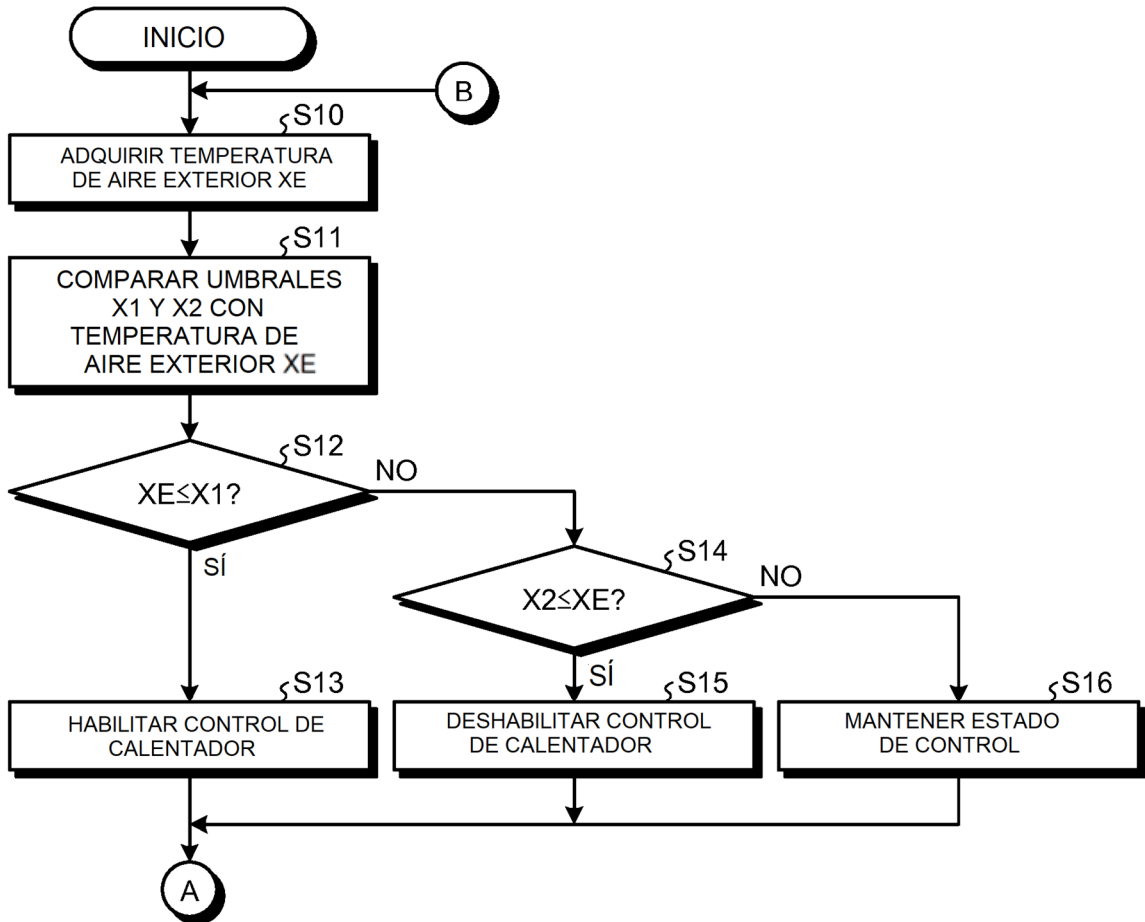 INICIO
B
S10
ADQUIRIR TEMPERATURA
DE AIRE EXTERIOR XE
S11
COMPARAR UMBRALES
X1 Y X2 CON
TEMPERATURA DE
AIRE EXTERIOR XE
S12
XE≦X1?
NO
SÍ
S14
X2≦XE?
NO
SÍ
S13
HABILITAR CONTROL DE
CALENTADOR
S15
DESHABILITAR CONTROL
DE CALENTADOR
S16
MANTENER ESTADO
DE CONTROL
A